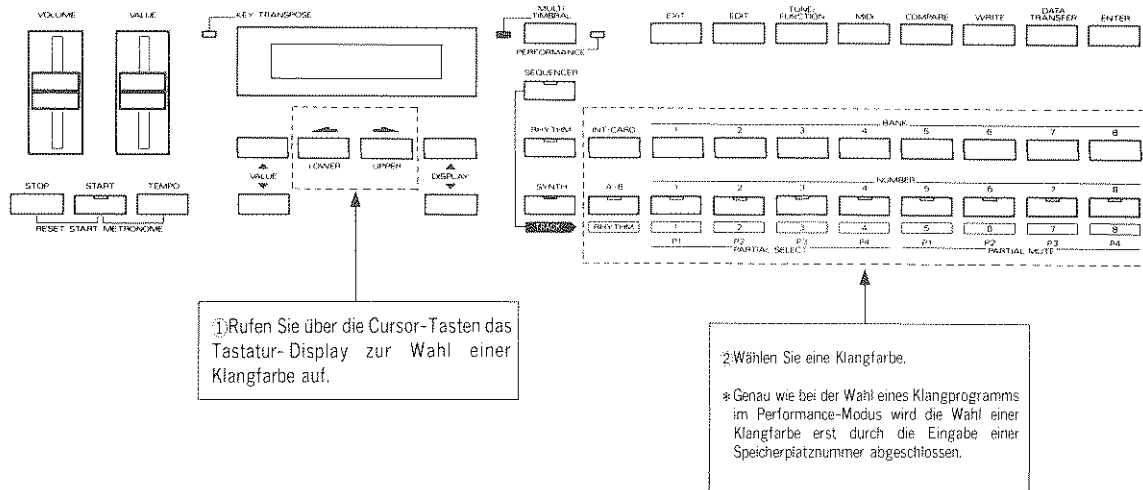 VOLUME VALUE KEY TRANSPOSE MULTI TIMBRAL EXIT EDIT TUNE/FUNCTION MIDI COMPARE WRITE DATA TRANSFER ENTER
PERFORMANCE
SEQUENCER
BANK
RHYTHM INT·CARD 1 2 3 4 5 6 7 8
VALUE LOWER UPPER DISPLAY
NUMBER
STOP START TEMPO SYNTH A·B 1 2 3 4 5 6 7 8
RESET START METRONOME TRACK RHYTHM 1 2 3 4 5 6 7 8
P1 P2 P3 P4 P1 P2 P3 P4
PARTIAL SELECT PARTIAL MUTE
①Rufen Sie über die Cursor-Tasten das
Tastatur-Display zur Wahl einer
Klangfarbe auf.
②Wählen Sie eine Klangfarbe.
* Genau wie bei der Wahl eines Klangprogramms
im Performance-Modus wird die Wahl einer
Klangfarbe erst durch die Eingabe einer
Speicherplatznummer abgeschlossen.